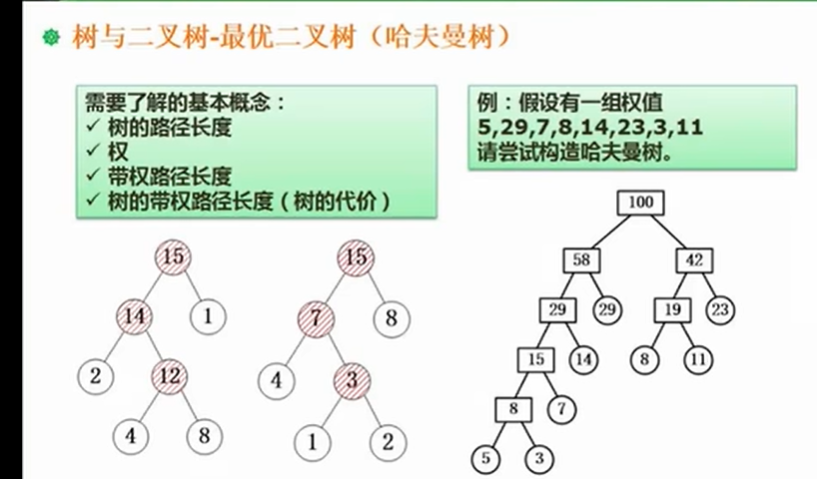 树与二叉树-最优二叉树（哈夫曼树）
需要了解的基本概念：
✓ 树的路径长度
✓ 权
✓ 带权路径长度
✓ 树的带权路径长度（树的代价）
例：假设有一组权值
5,29,7,8,14,23,3,11
请尝试构造哈夫曼树。
15
14 1
2 12
4 8
15
7 8
4 3
1 2
100
58 42
29 29 19 23
15 14 8 11
8 7
5 3